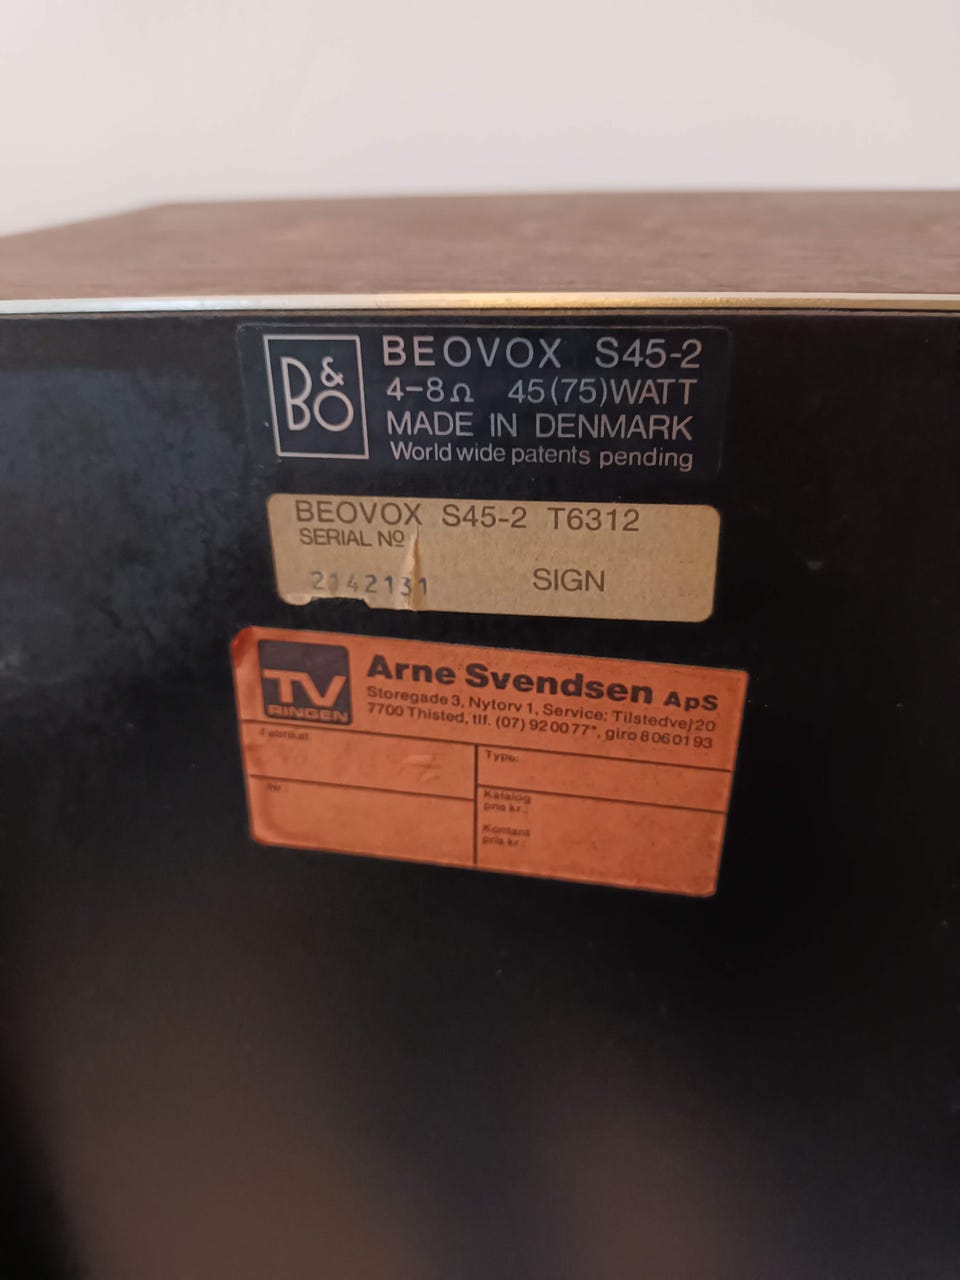 B&O
BEOVOX S45-2
4-8Ω 45(75)WATT
MADE IN DENMARK
World wide patents pending
BEOVOX S45-2 T6312
SERIAL Nº
2142131 SIGN
TV
RINGEN
Arne Svendsen ApS
Storegade 3, Nytorv 1, Service: Tilstedvej 20
7700 Thisted, tlf. (07) 920077*, giro 8060193
Fabrikat:
Type:
Nr
Katalog
pris kr.:
Kontant
pris kr.: